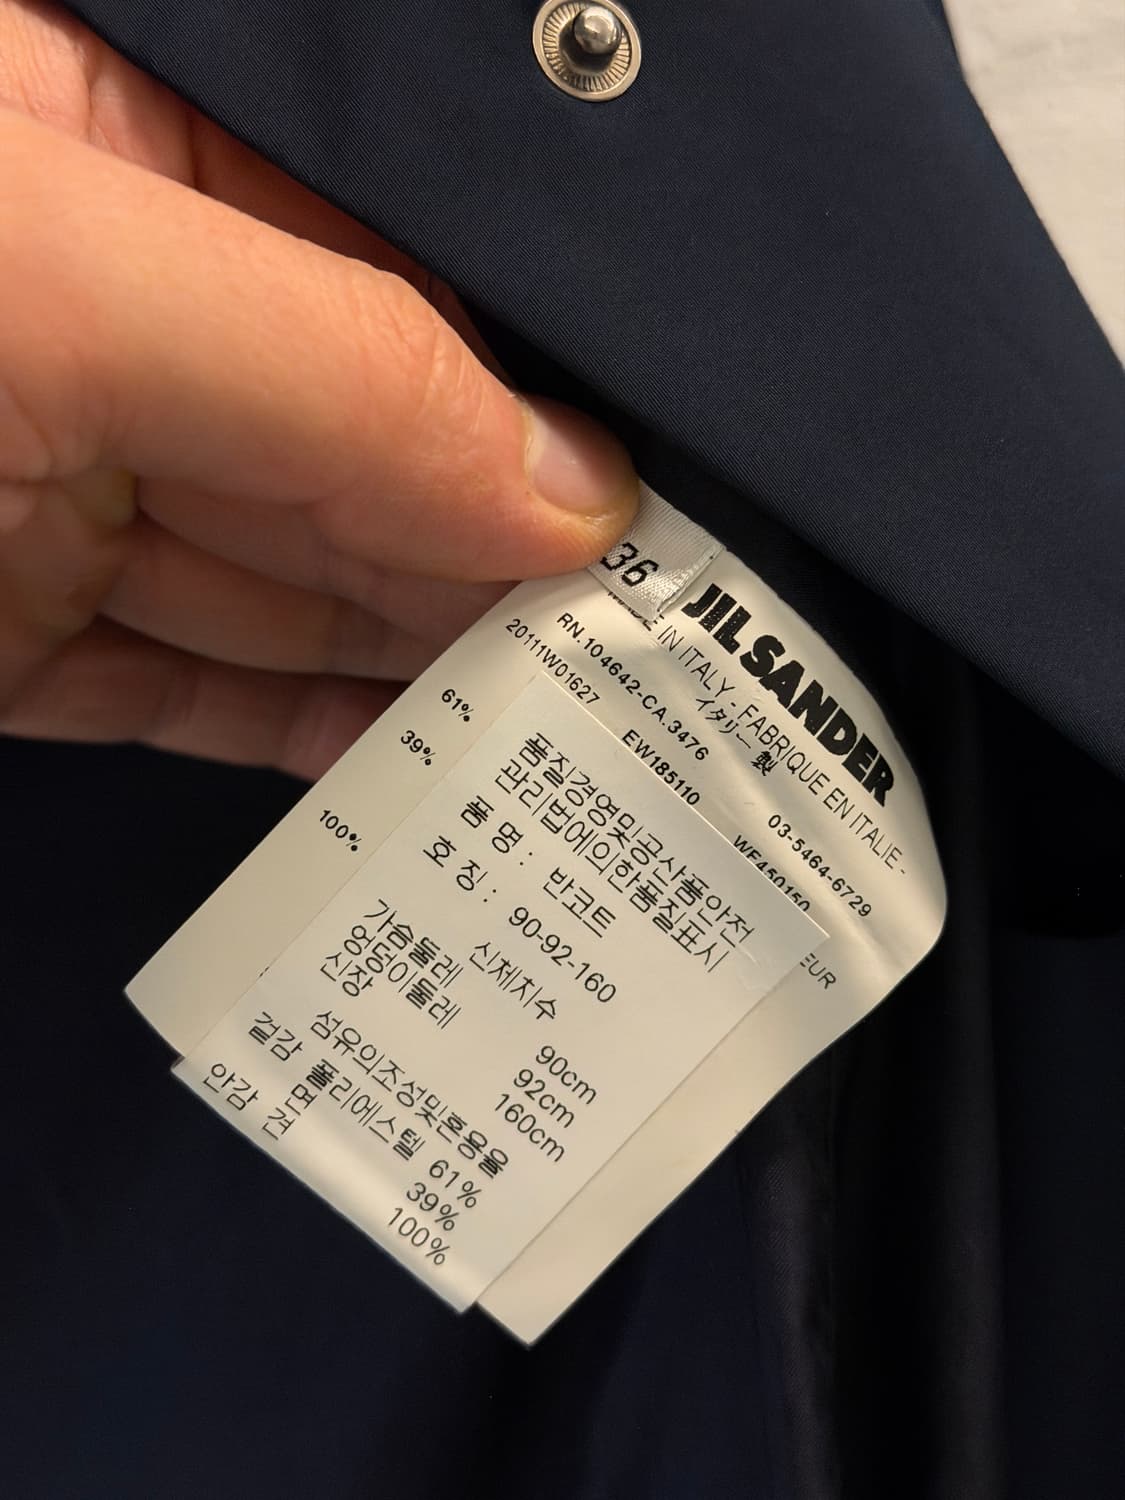 36
JIL SANDER
MADE IN ITALY - FABRIQUE EN ITALIE -
イタリー製
RN.104642-CA.3476 03-5464-6729
20111W01627 EW185110 WF450150
EUR
61%
39%
100%
품질경영및공산품안전
관리법에의한품질표시
품 명 : 반코트
호 칭 : 90-92-160
신체치수
가슴둘레 90cm
엉덩이둘레 92cm
신장 160cm
섬유의조성및혼용율
겉감 폴리에스텔 61%
면 39%
안감 견 100%